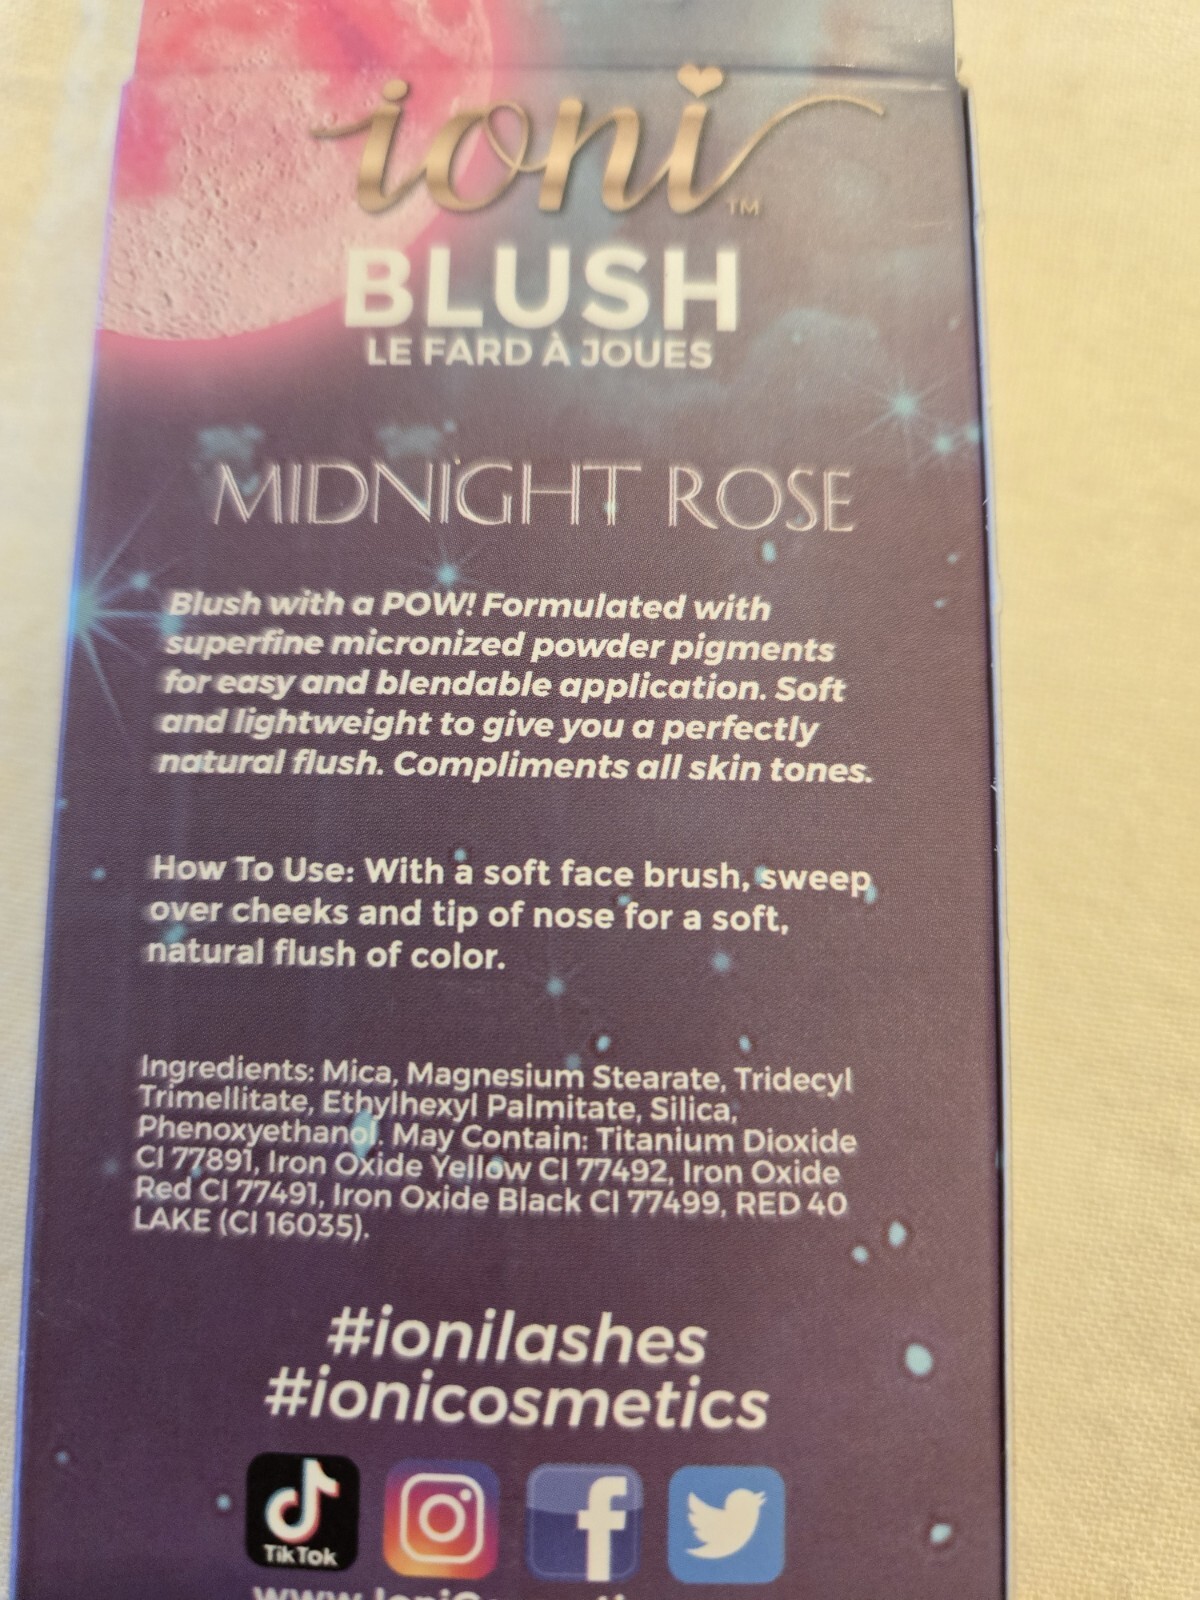 ioni™
BLUSH
LE FARD À JOUES
MIDNIGHT ROSE
Blush with a POW! Formulated with
superfine micronized powder pigments
for easy and blendable application. Soft
and lightweight to give you a perfectly
natural flush. Compliments all skin tones.
How To Use: With a soft face brush, sweep
over cheeks and tip of nose for a soft,
natural flush of color.
Ingredients: Mica, Magnesium Stearate, Tridecyl
Trimellitate, Ethylhexyl Palmitate, Silica,
Phenoxyethanol. May Contain: Titanium Dioxide
CI 77891, Iron Oxide Yellow CI 77492, Iron Oxide
Red CI 77491, Iron Oxide Black CI 77499, RED 40
LAKE (CI 16035).
#ionilashes
#ionicosmetics
TikTok